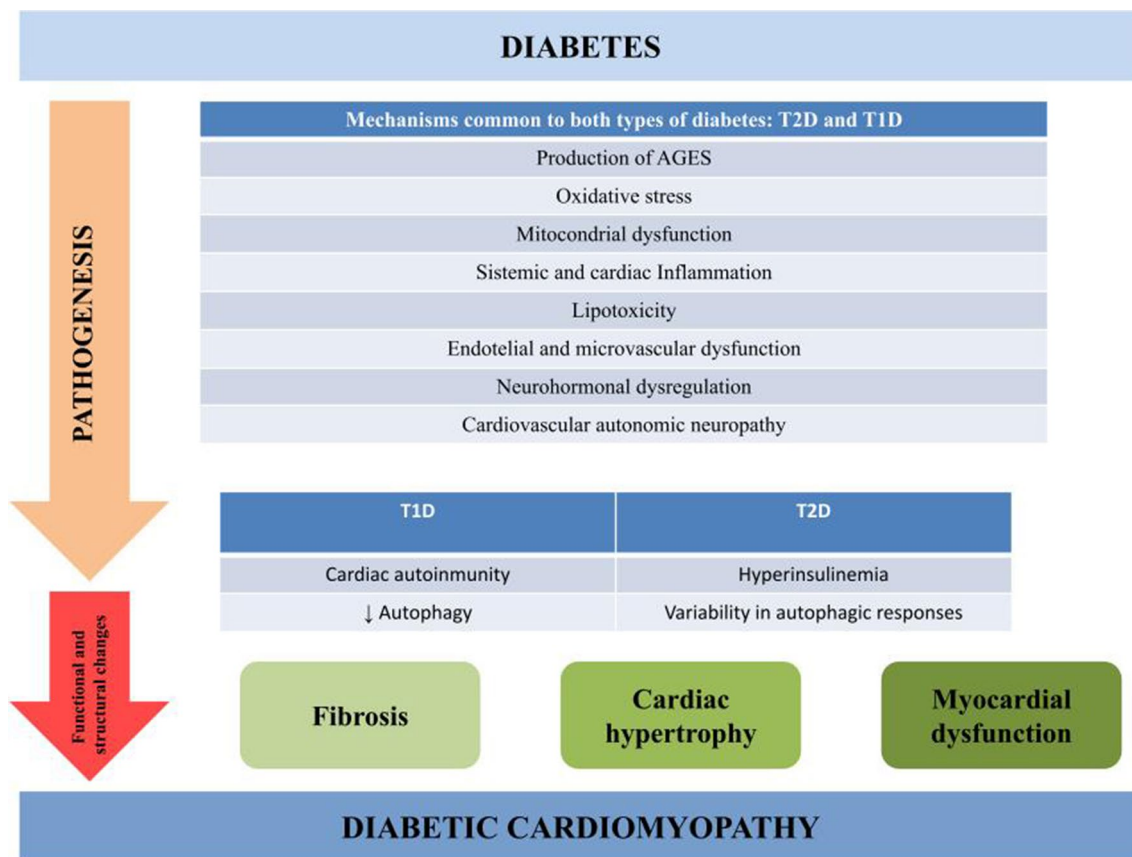 DIABETES
PATHOGENESIS
Mechanisms common to both types of diabetes: T2D and T1D
Production of AGES
Oxidative stress
Mitocondrial dysfunction
Sistemic and cardiac Inflammation
Lipotoxicity
Endotelial and microvascular dysfunction
Neurohormonal dysregulation
Cardiovascular autonomic neuropathy
T1D T2D
Cardiac autoinmunity Hyperinsulinemia
↓ Autophagy Variability in autophagic responses
Functional and
structural changes
Fibrosis
Cardiac
hypertrophy
Myocardial
dysfunction
DIABETIC CARDIOMYOPATHY